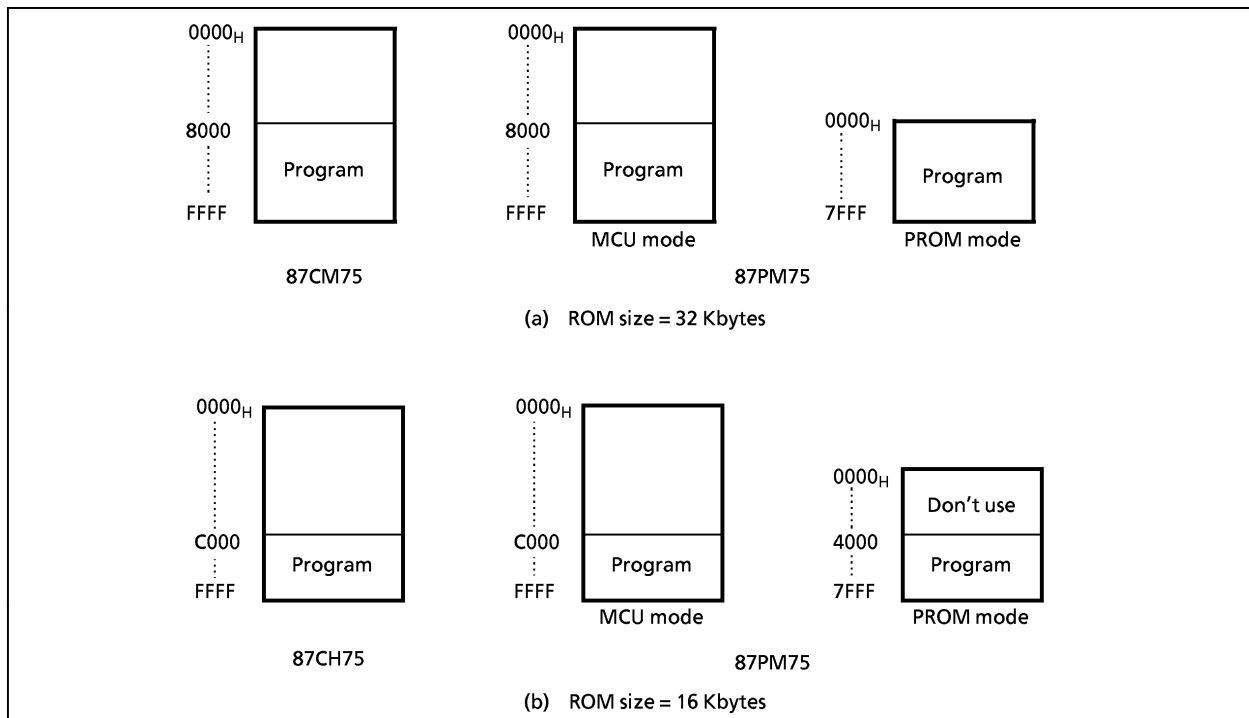 0000H 0000H
0000H
8000 8000
Program Program Program
FFFF FFFF 7FFF
MCU mode PROM mode
87CM75 87PM75
(a) ROM size = 32 Kbytes
0000H 0000H
0000H
Don't use
C000 C000 4000
Program Program Program
FFFF FFFF 7FFF
MCU mode PROM mode
87CH75 87PM75
(b) ROM size = 16 Kbytes